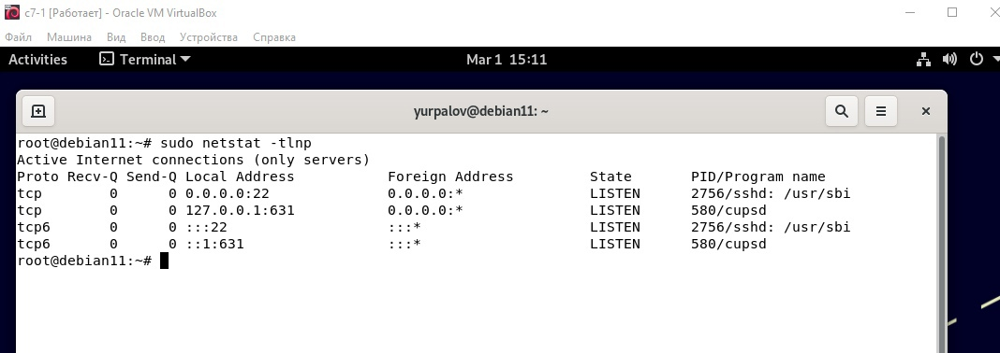 c7-1 [Работает] - Oracle VM VirtualBox
Файл Машина Вид Ввод Устройства Справка
Activities Terminal Mar 1 15:11
yurpalov@debian11: ~
root@debian11:~# sudo netstat -tlnp
Active Internet connections (only servers)
Proto Recv-Q Send-Q Local Address Foreign Address State PID/Program name
tcp 0 0 0.0.0.0:22 0.0.0.0:* LISTEN 2756/sshd: /usr/sbi
tcp 0 0 127.0.0.1:631 0.0.0.0:* LISTEN 580/cupsd
tcp6 0 0 :::22 :::* LISTEN 2756/sshd: /usr/sbi
tcp6 0 0 ::1:631 :::* LISTEN 580/cupsd
root@debian11:~#